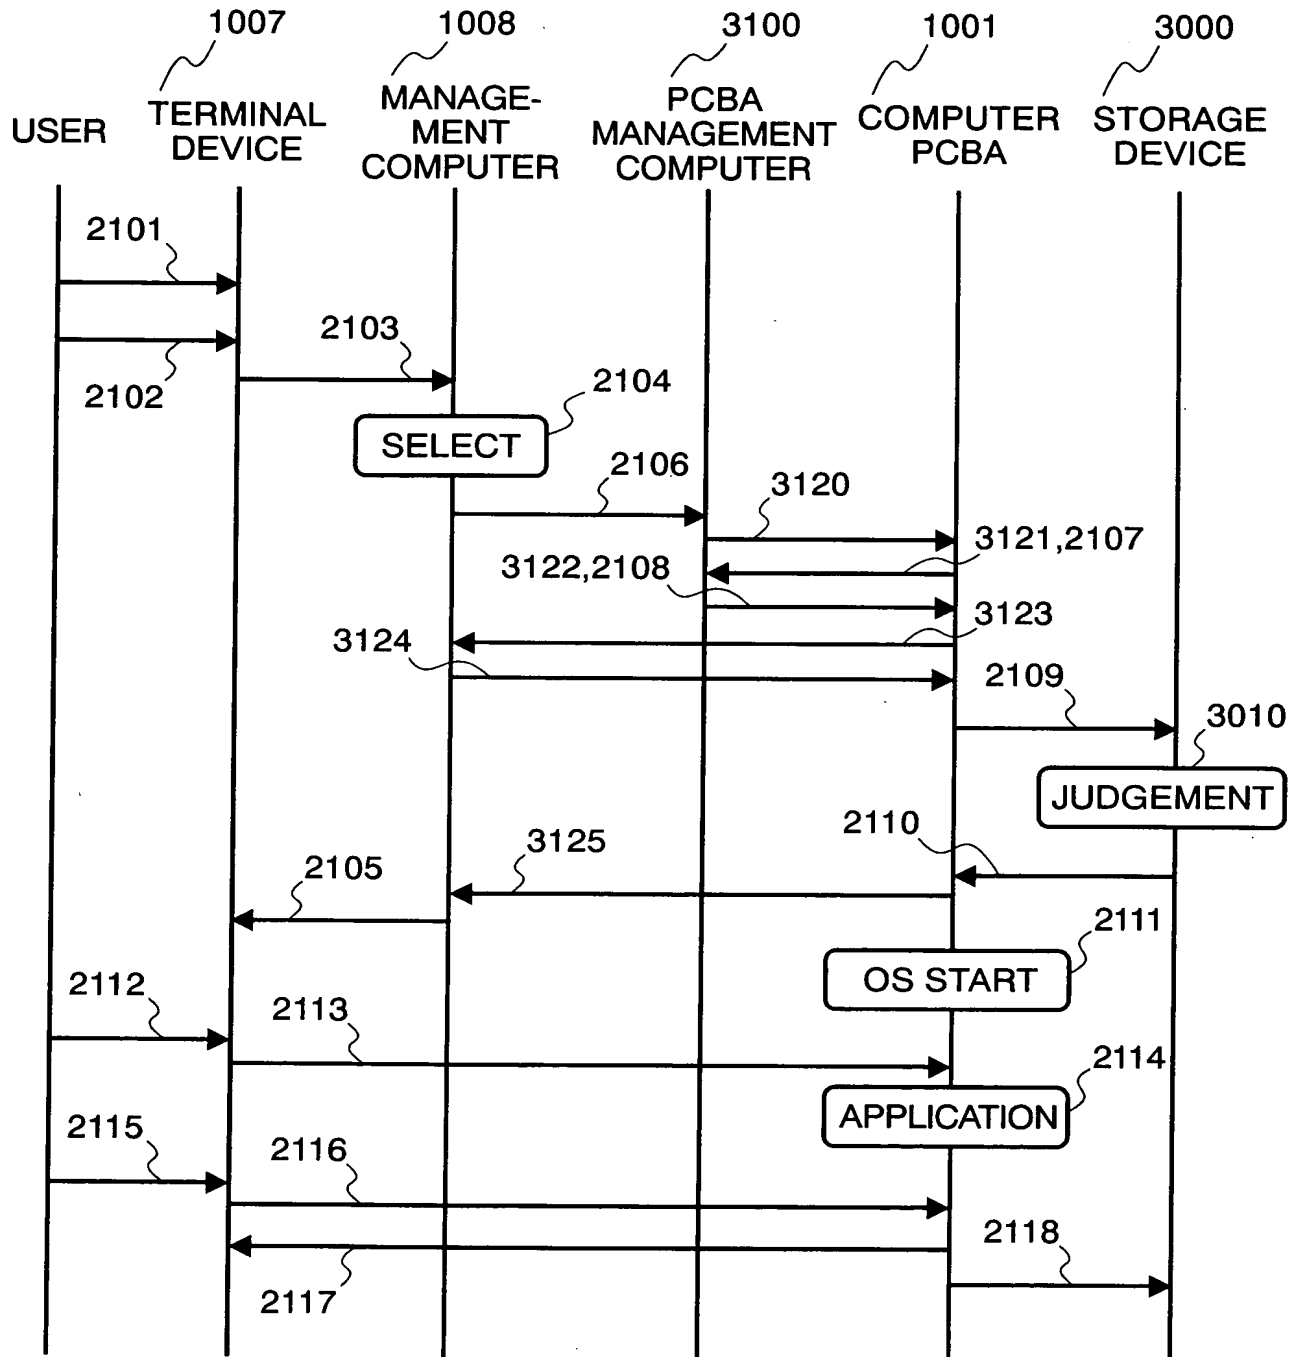 1007
1008
3100
1001
3000
USER
TERMINAL
DEVICE
MANAGE-
MENT
COMPUTER
PCBA
MANAGEMENT
COMPUTER
COMPUTER
PCBA
STORAGE
DEVICE
2101
2102
2103
2104
SELECT
2106
3120
3121,2107
3122,2108
3123
3124
2109
3010
JUDGEMENT
2110
3125
2105
2111
OS START
2112
2113
2114
APPLICATION
2115
2116
2117
2118